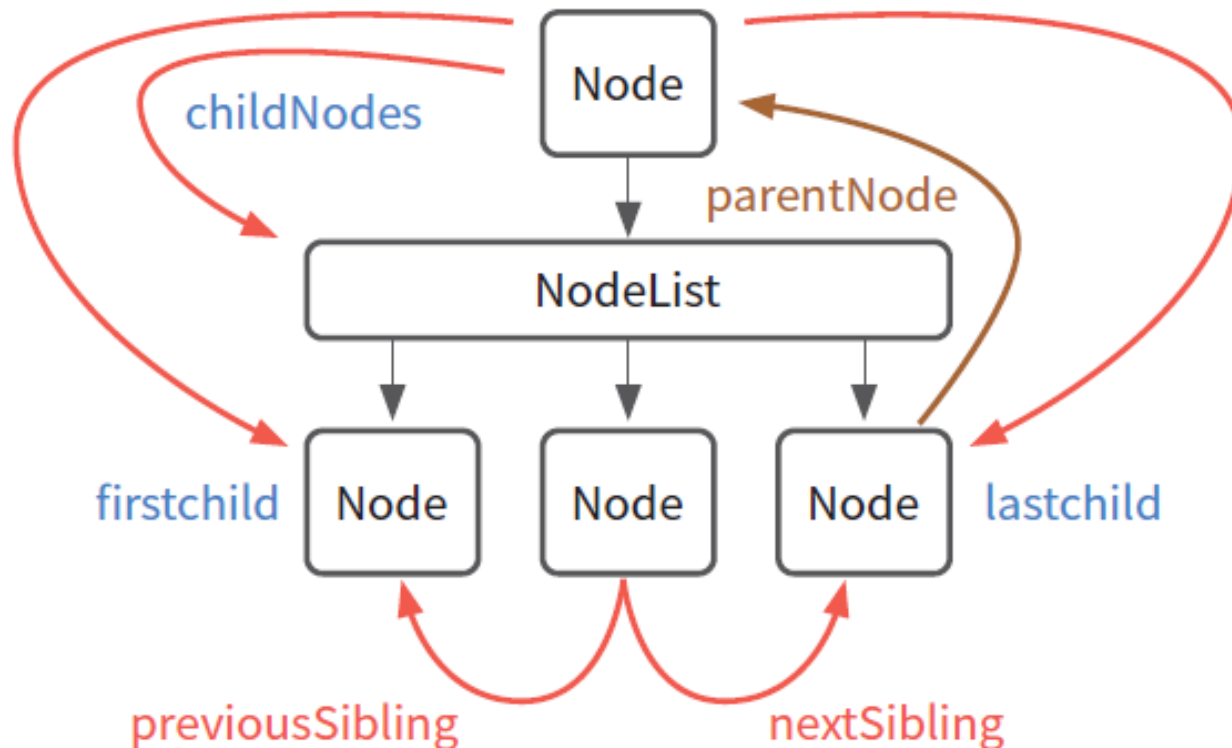 Node
childNodes
parentNode
NodeList
firstchild
Node
Node
Node
lastchild
previousSibling
nextSibling